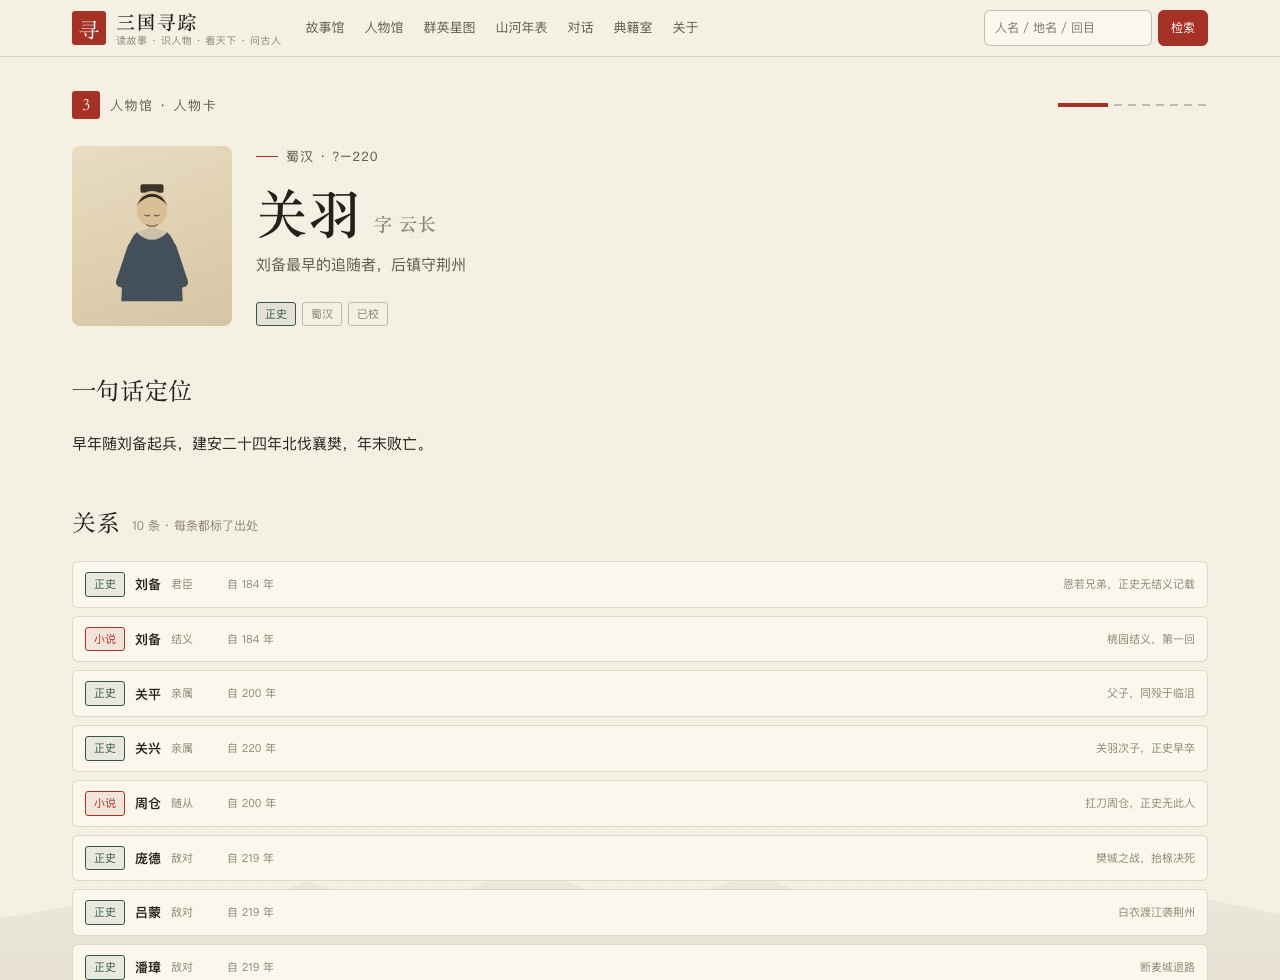 寻
三国寻踪
读故事 · 识人物 · 看天下 · 问古人
故事馆 人物馆 群英星图 山河年表 对话 典籍室 关于
人名 / 地名 / 回目 检索
3 人物馆 · 人物卡
蜀汉 · ?—220
关羽 字 云长
刘备最早的追随者，后镇守荆州
正史 蜀汉 已校
一句话定位
早年随刘备起兵，建安二十四年北伐襄樊，年末败亡。
关系 10 条 · 每条都标了出处
正史 刘备 君臣 自 184 年 恩若兄弟，正史无结义记载
小说 刘备 结义 自 184 年 桃园结义，第一回
正史 关平 亲属 自 200 年 父子，同殁于临沮
正史 关兴 亲属 自 220 年 关羽次子，正史早卒
小说 周仓 随从 自 200 年 扛刀周仓，正史无此人
正史 庞德 敌对 自 219 年 樊城之战，抬榇决死
正史 吕蒙 敌对 自 219 年 白衣渡江袭荆州
正史 潘璋 敌对 自 219 年 断麦城退路